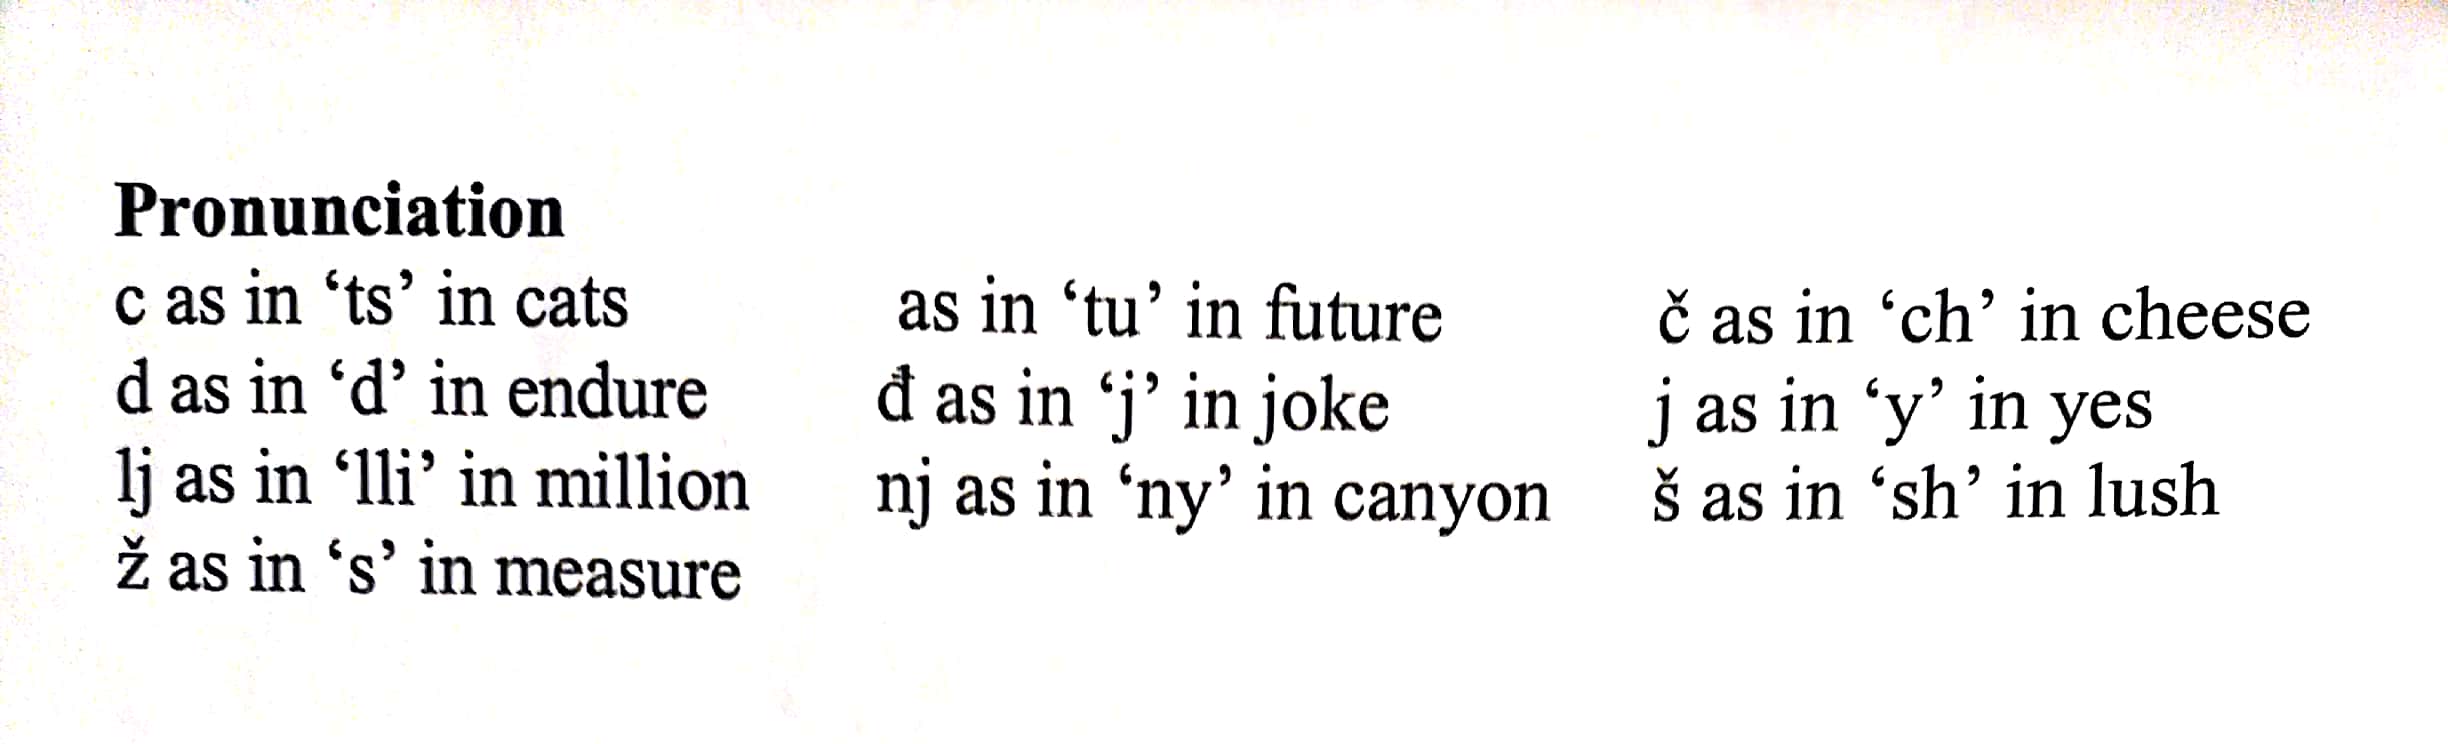 Pronunciation
c as in ‘ts’ in cats as in ‘tu’ in future č as in ‘ch’ in cheese
d as in ‘d’ in endure đ as in ‘j’ in joke j as in ‘y’ in yes
lj as in ‘lli’ in million nj as in ‘ny’ in canyon š as in ‘sh’ in lush
ž as in ‘s’ in measure